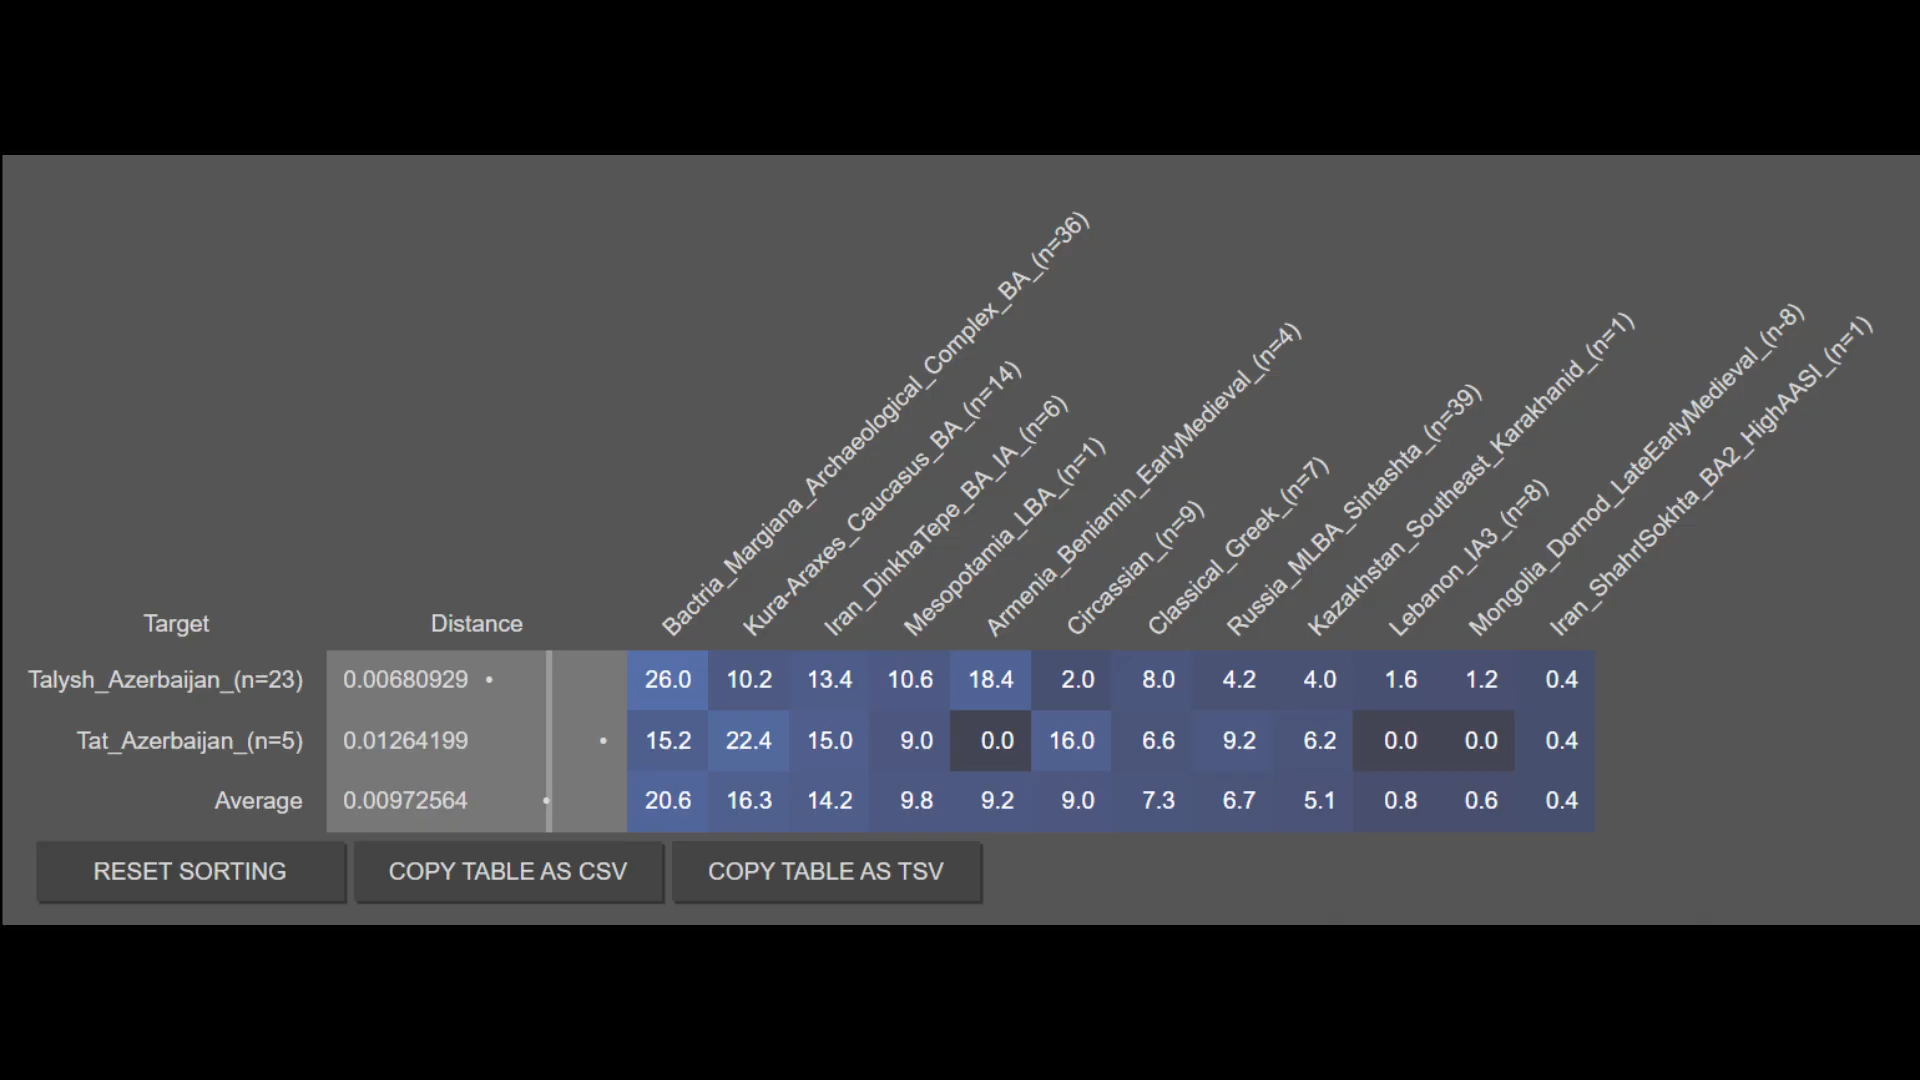 Bactria_Margiana_Archaeological_Complex_BA_(n=36)
Kura-Araxes_Caucasus_BA_(n=14)
Iran_DinkhaTepe_BA_IA_(n=6)
Mesopotamia_LBA_(n=1)
Armenia_Beniamin_EarlyMedieval_(n=4)
Circassian_(n=9)
Classical_Greek_(n=7)
Russia_MLBA_Sintashta_(n=39)
Kazakhstan_Southeast_Karakhanid_(n=1)
Lebanon_IA3_(n=8)
Mongolia_Dornod_LateEarlyMedieval_(n-8)
Iran_ShahrISokhta_BA2_HighAASI_(n=1)
Target Distance
Talysh_Azerbaijan_(n=23) 0.00680929 26.0 10.2 13.4 10.6 18.4 2.0 8.0 4.2 4.0 1.6 1.2 0.4
Tat_Azerbaijan_(n=5) 0.01264199 15.2 22.4 15.0 9.0 0.0 16.0 6.6 9.2 6.2 0.0 0.0 0.4
Average 0.00972564 20.6 16.3 14.2 9.8 9.2 9.0 7.3 6.7 5.1 0.8 0.6 0.4
RESET SORTING COPY TABLE AS CSV COPY TABLE AS TSV